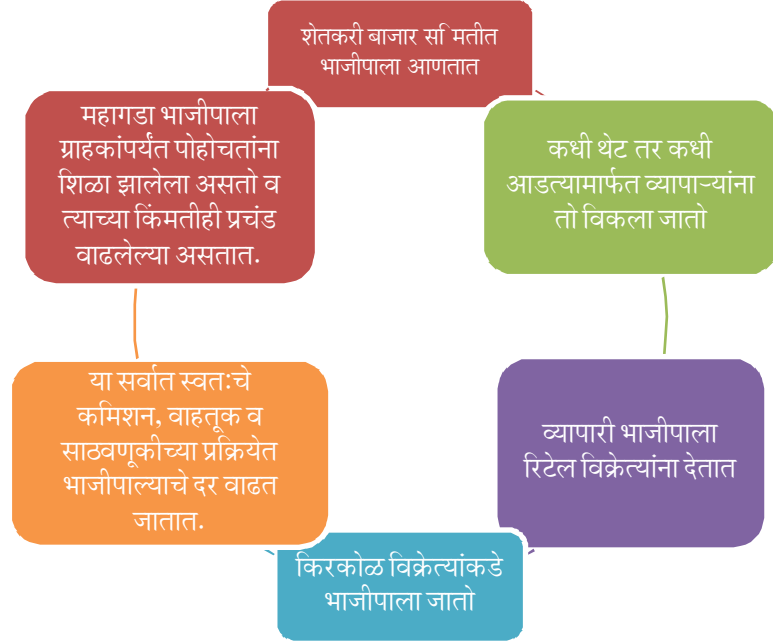 शेतकरी बाजार समितीत
भाजीपाला आणतात
कधी थेट तर कधी
आडत्यामार्फत व्यापाऱ्यांना
तो विकला जातो
व्यापारी भाजीपाला
रिटेल विक्रेत्यांना देतात
किरकोळ विक्रेत्यांकडे
भाजीपाला जातो
या सर्वात स्वत:चे
कमिशन, वाहतूक व
साठवणूकीच्या प्रक्रियेत
भाजीपाल्याचे दर वाढत
जातात.
महागडा भाजीपाला
ग्राहकांपर्यंत पोहोचतांना
शिळा झालेला असतो व
त्याच्या किंमतीही प्रचंड
वाढलेल्या असतात.